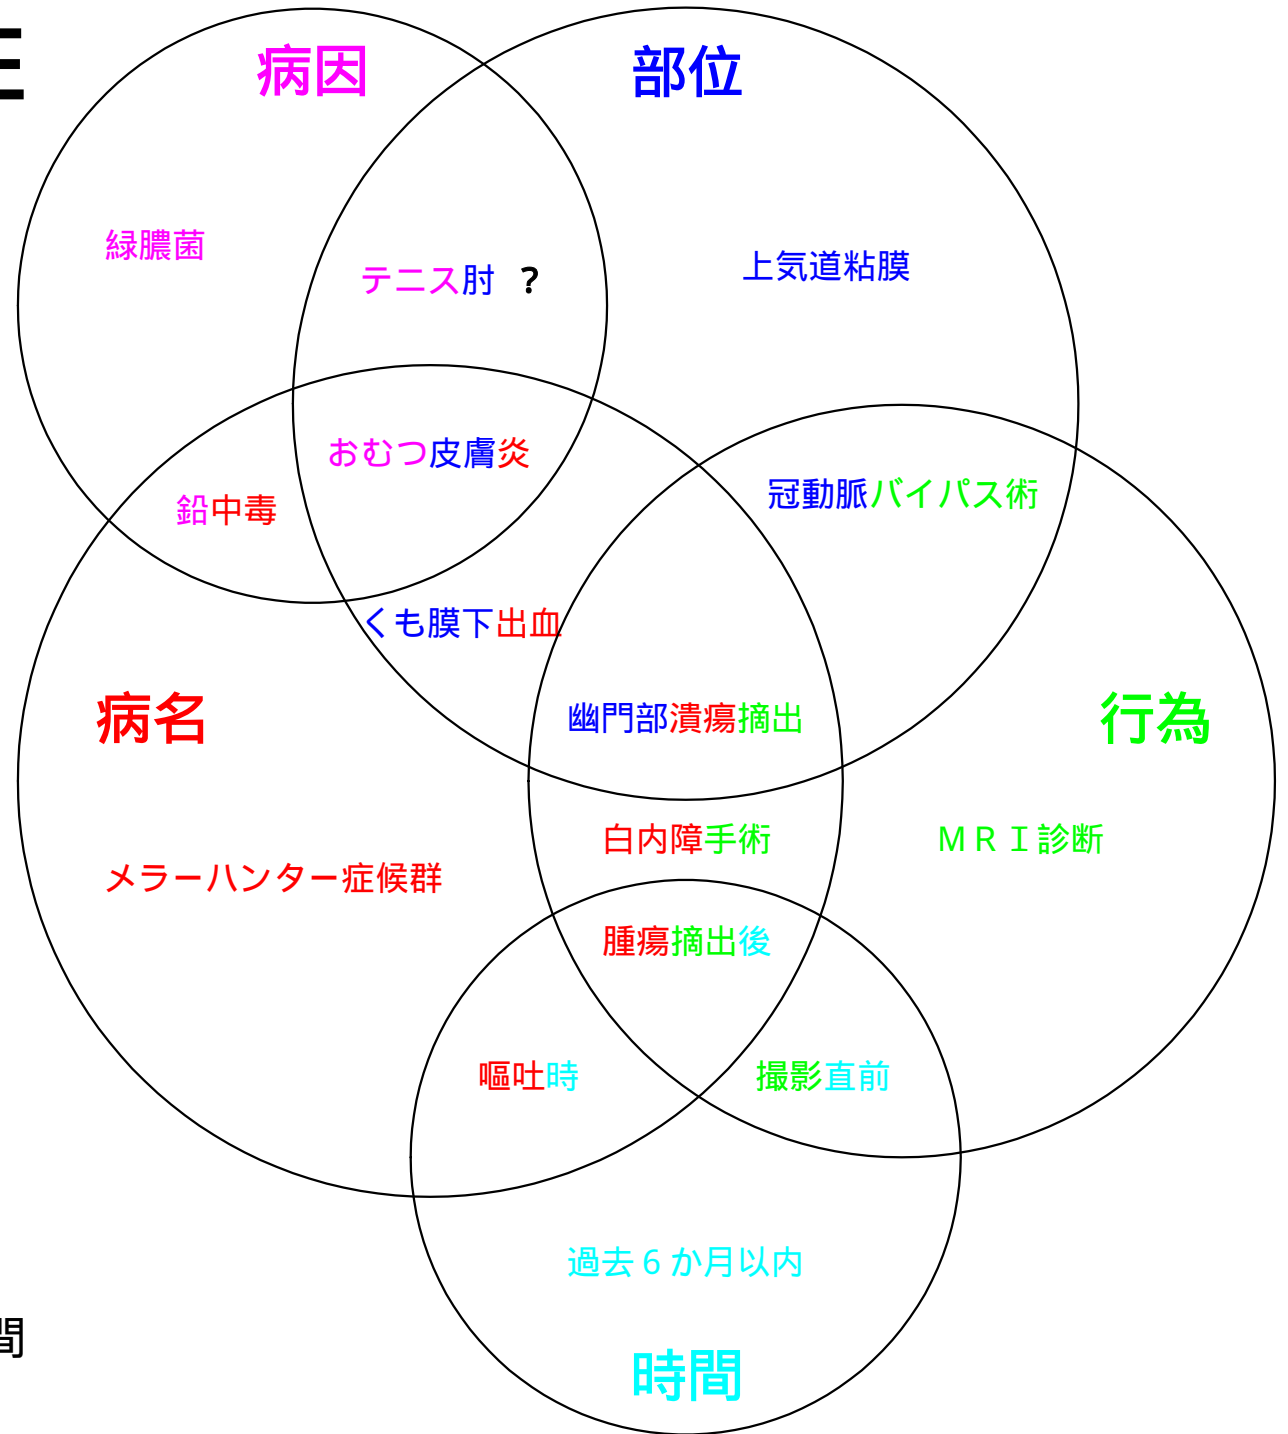 病因
部位
緑膿菌
テニス肘 ?
上気道粘膜
おむつ皮膚炎
冠動脈バイパス術
鉛中毒
くも膜下出血
病名
幽門部潰瘍摘出
行為
白内障手術
ＭＲＩ診断
メラーハンター症候群
腫瘍摘出後
嘔吐時
撮影直前
過去６か月以内
間
時間